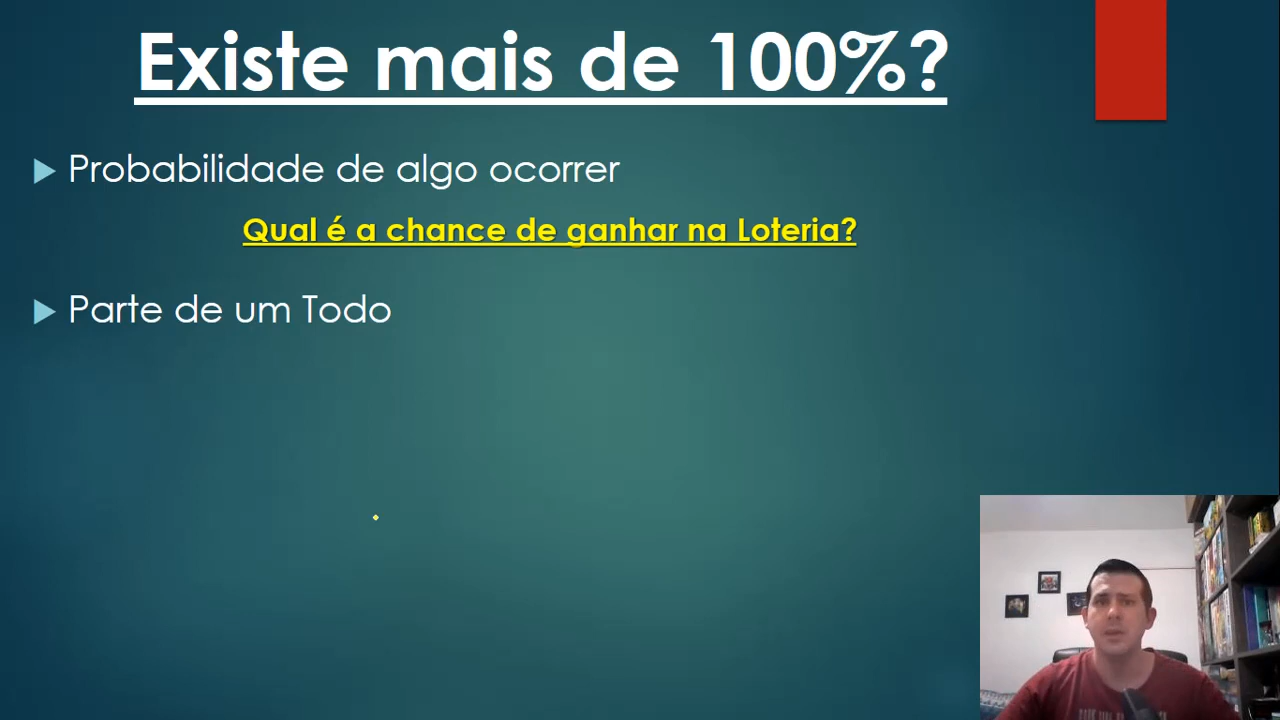 Existe mais de 100%?
Probabilidade de algo ocorrer
Qual é a chance de ganhar na Loteria?
Parte de um Todo